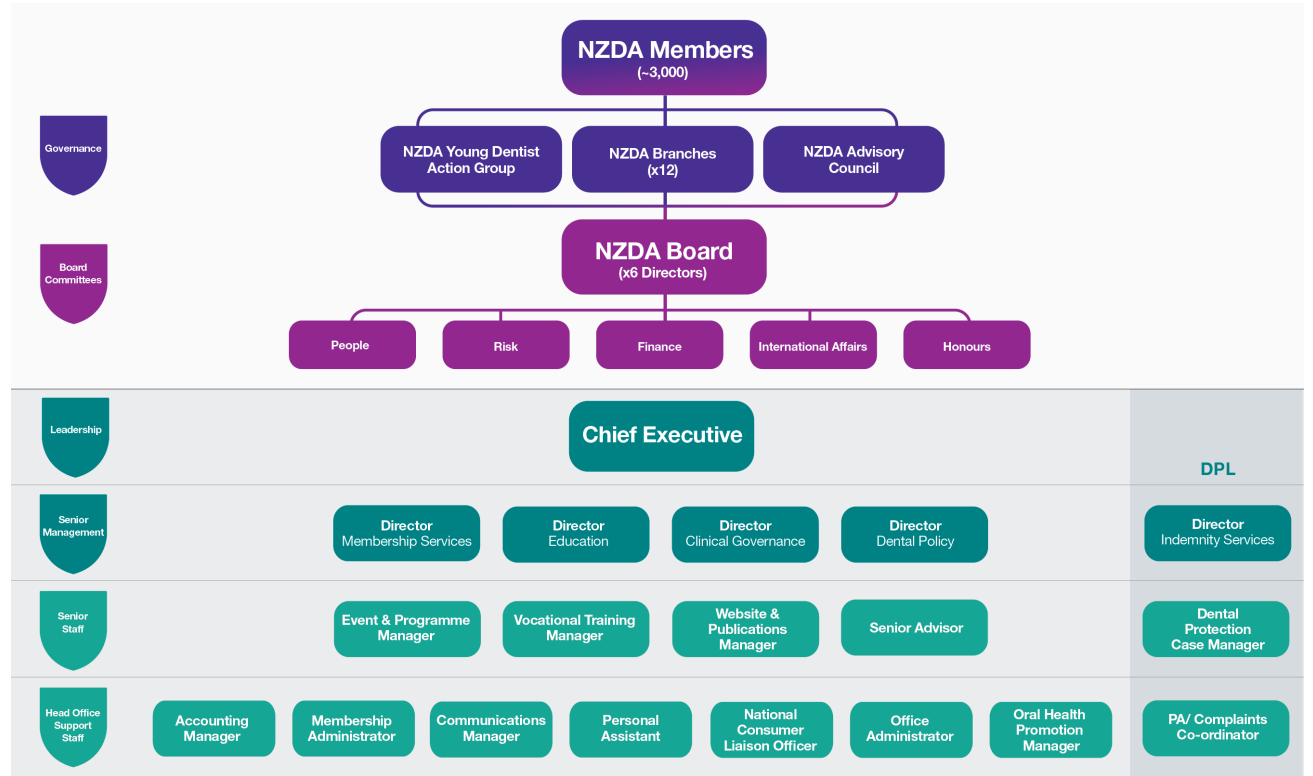 NZDA Members
(~3,000)
Governance
NZDA Young Dentist
Action Group
NZDA Branches
(x12)
NZDA Advisory
Council
Board
Committees
NZDA Board
(x6 Directors)
People
Risk
Finance
International Affairs
Honours
Leadership
Chief Executive
DPL
Senior
Management
Director
Membership Services
Director
Education
Director
Clinical Governance
Director
Dental Policy
Director
Indemnity Services
Senior
Staff
Event & Programme
Manager
Vocational Training
Manager
Website &
Publications
Manager
Senior Advisor
Dental
Protection
Case Manager
Head Office
Support
Staff
Accounting
Manager
Membership
Administrator
Communications
Manager
Personal
Assistant
National
Consumer
Liaison Officer
Office
Administrator
Oral Health
Promotion
Manager
PA/ Complaints
Co-ordinator